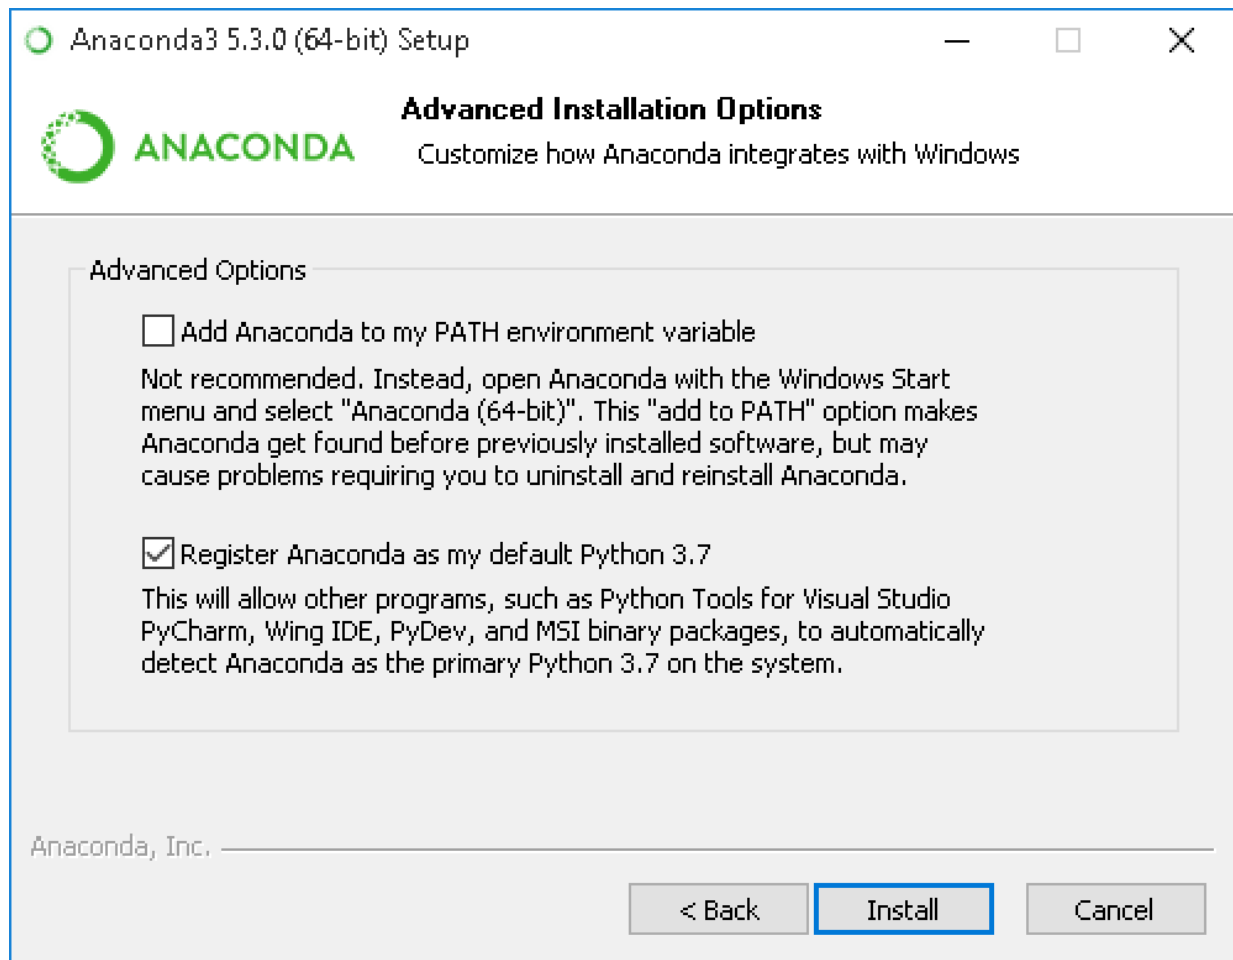 Anaconda3 5.3.0 (64-bit) Setup
Advanced Installation Options
ANACONDA
Customize how Anaconda integrates with Windows
Advanced Options
Add Anaconda to my PATH environment variable
Not recommended. Instead, open Anaconda with the Windows Start
menu and select "Anaconda (64-bit)". This "add to PATH" option makes
Anaconda get found before previously installed software, but may
cause problems requiring you to uninstall and reinstall Anaconda.
Register Anaconda as my default Python 3.7
This will allow other programs, such as Python Tools for Visual Studio
PyCharm, Wing IDE, PyDev, and MSI binary packages, to automatically
detect Anaconda as the primary Python 3.7 on the system.
Anaconda, Inc.
< Back
Install
Cancel